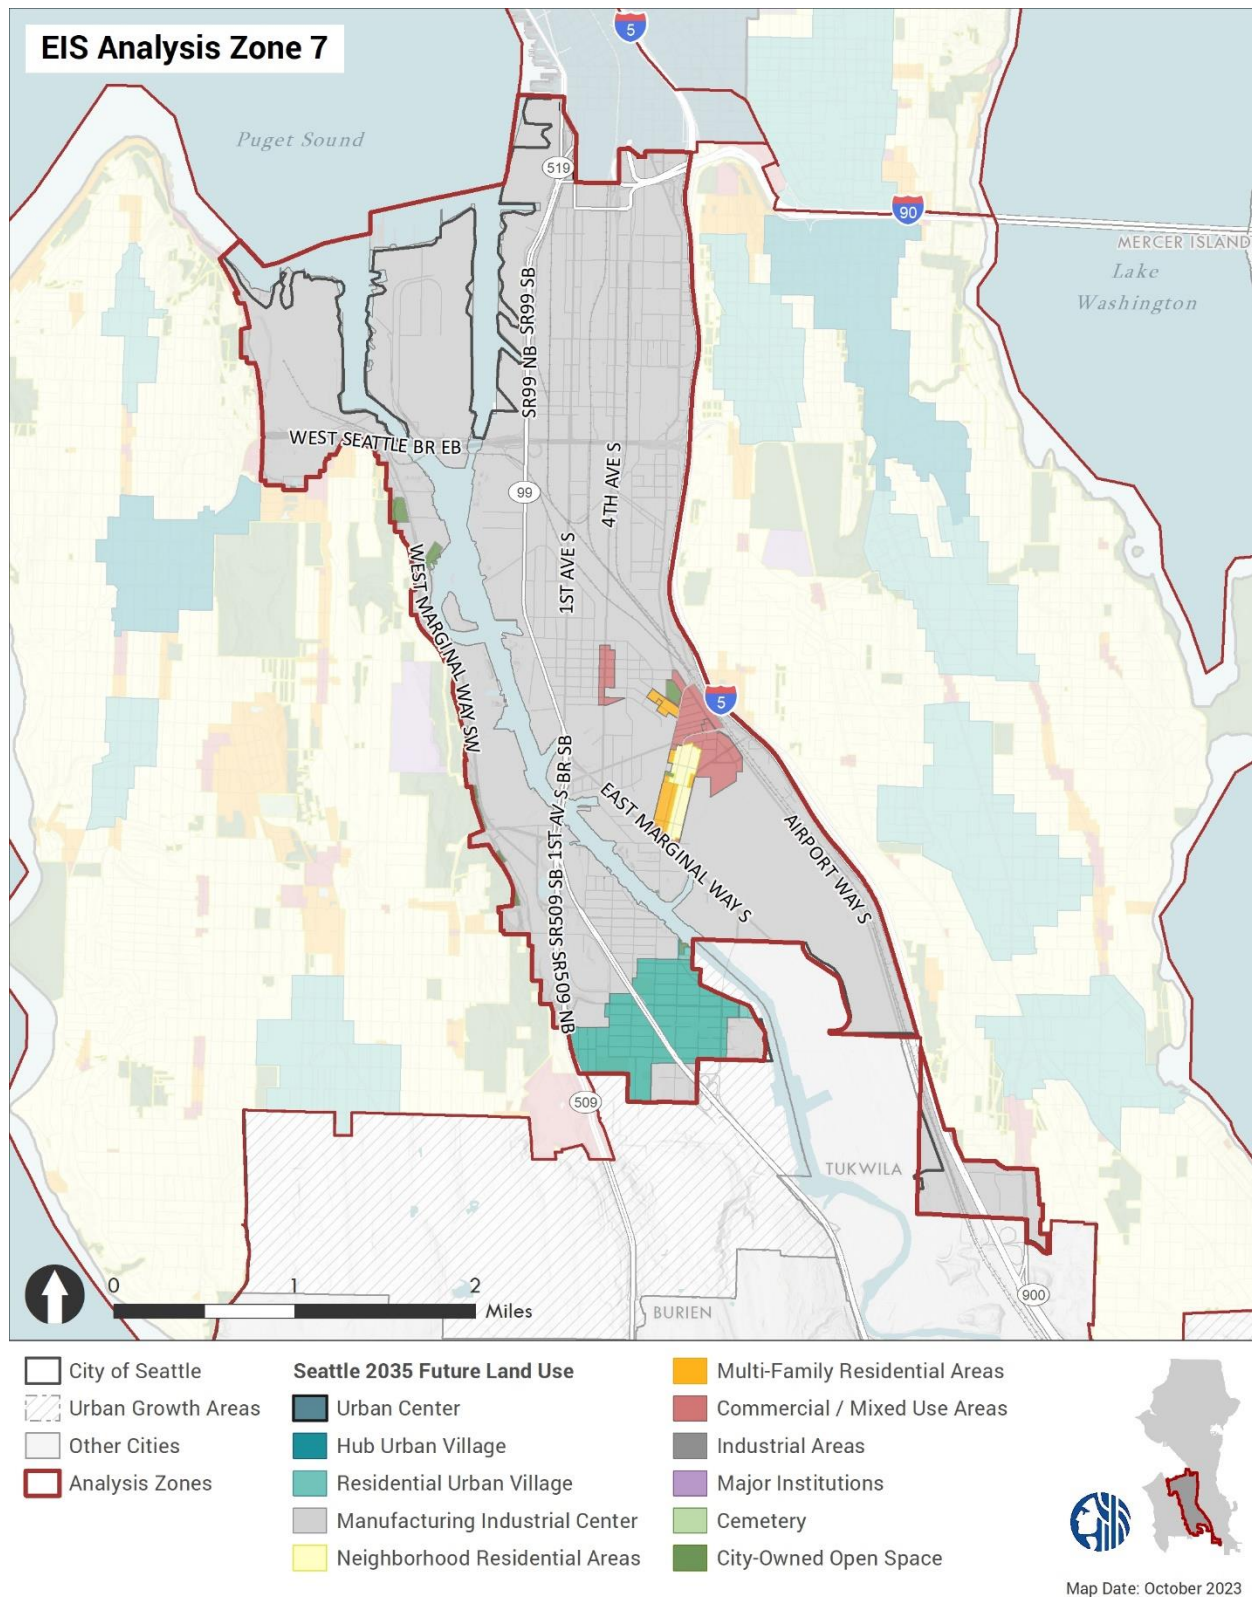 EIS Analysis Zone 7
5
Puget Sound
519
90
MERCER ISLAND
Lake
Washington
SR99 NB SR99 SB
WEST SEATTLE BR EB
99
4TH AVE S
1ST AVE S
WEST MARGINAL WAY SW
5
1ST AV S BR SB
EAST MARGINAL WAY S
AIRPORT WAY S
SR509 SB
SR509 NB
509
TUKWILA
BURIEN
900
0 1 2
Miles
City of Seattle
Urban Growth Areas
Other Cities
Analysis Zones
Seattle 2035 Future Land Use
Urban Center
Hub Urban Village
Residential Urban Village
Manufacturing Industrial Center
Neighborhood Residential Areas
Multi-Family Residential Areas
Commercial / Mixed Use Areas
Industrial Areas
Major Institutions
Cemetery
City-Owned Open Space
Map Date: October 2023